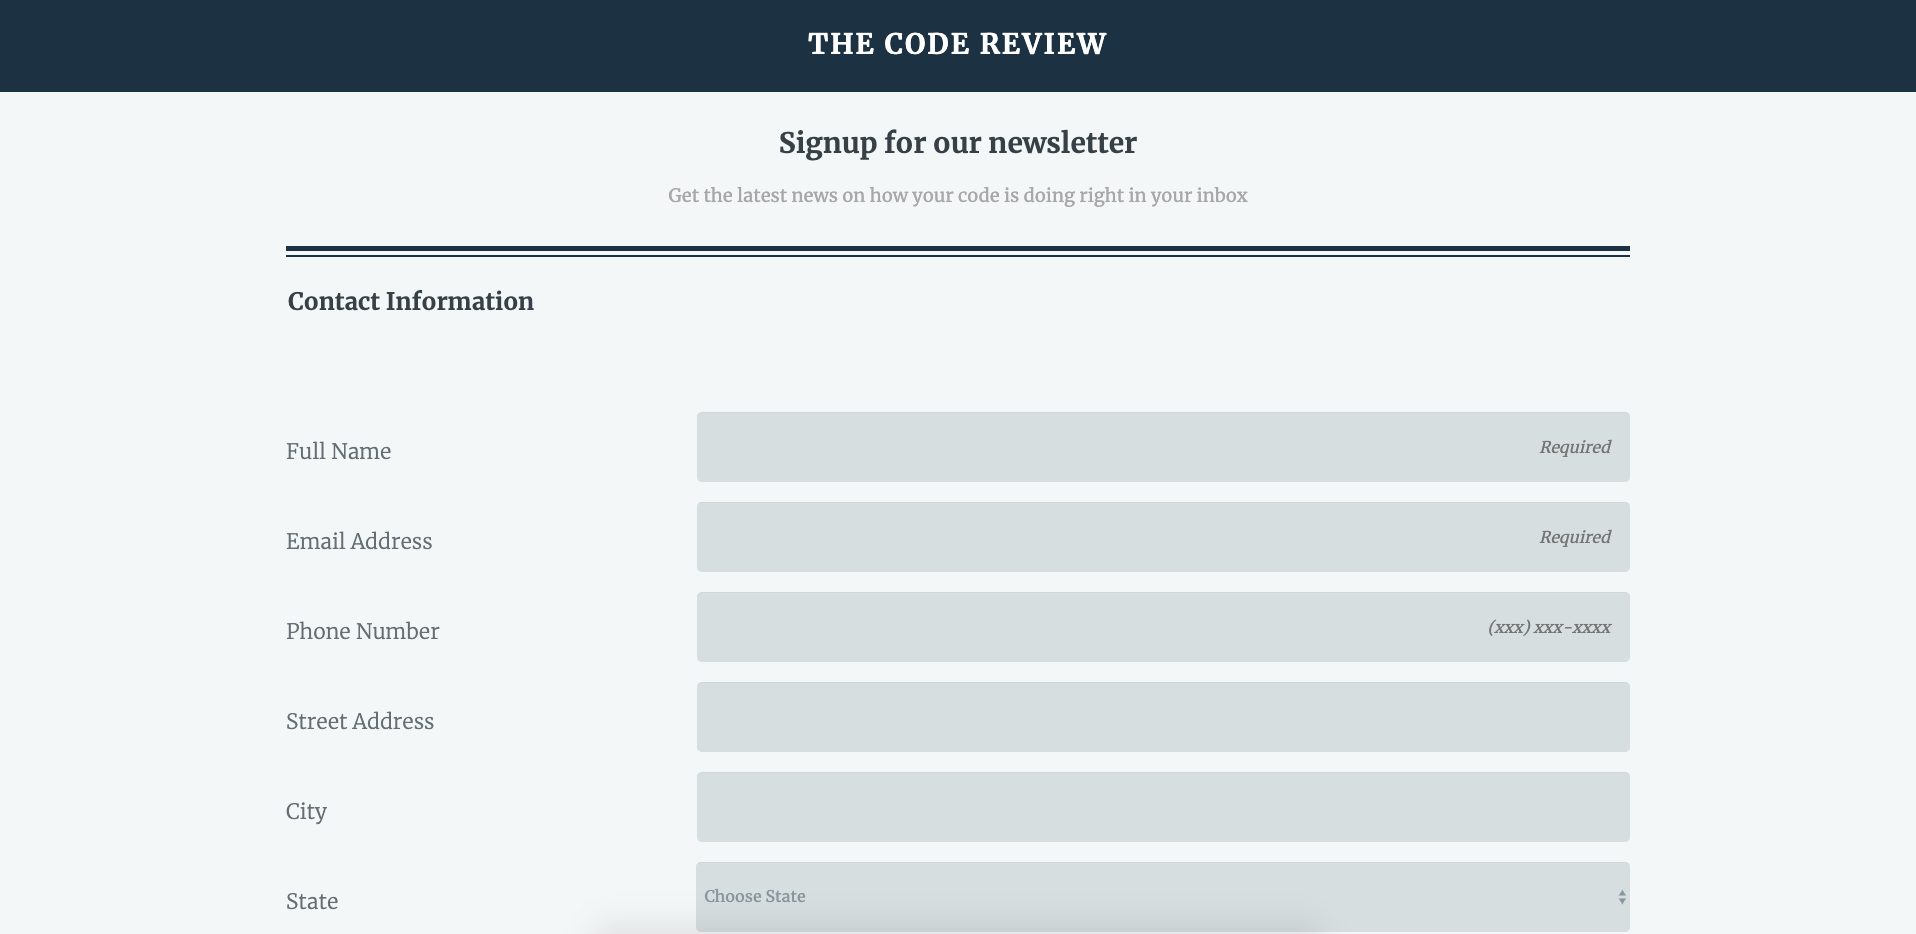 THE CODE REVIEW
Signup for our newsletter
Get the latest news on how your code is doing right in your inbox
Contact Information
Full Name
Required
Email Address
Required
Phone Number
(xxx) xxx-xxxx
Street Address
City
State
Choose State